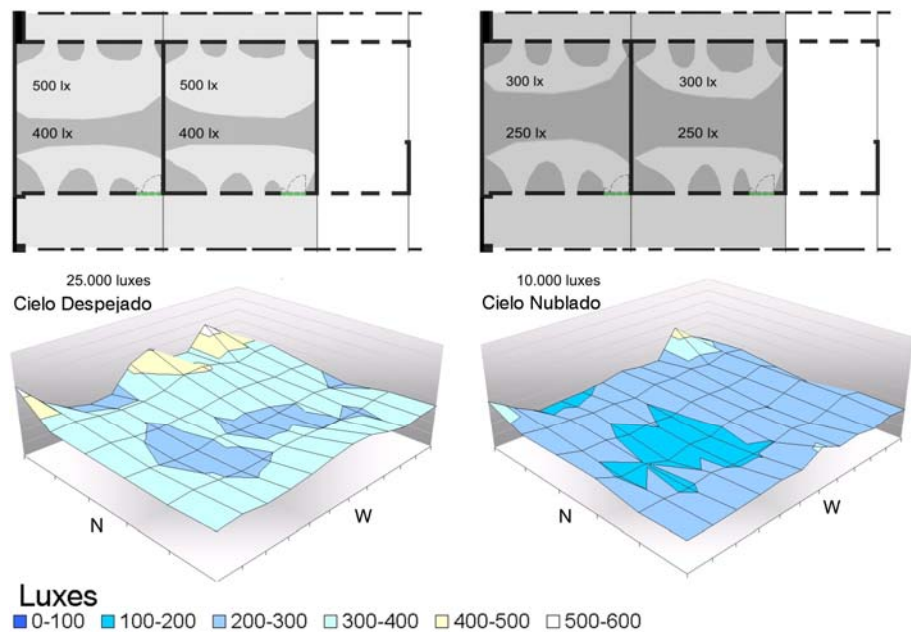 500 lx 500 lx
400 lx 400 lx
300 lx 300 lx
250 lx 250 lx
25.000 luxes
Cielo Despejado
10.000 luxes
Cielo Nublado
N W
N W
Luxes
0-100 100-200 200-300 300-400 400-500 500-600